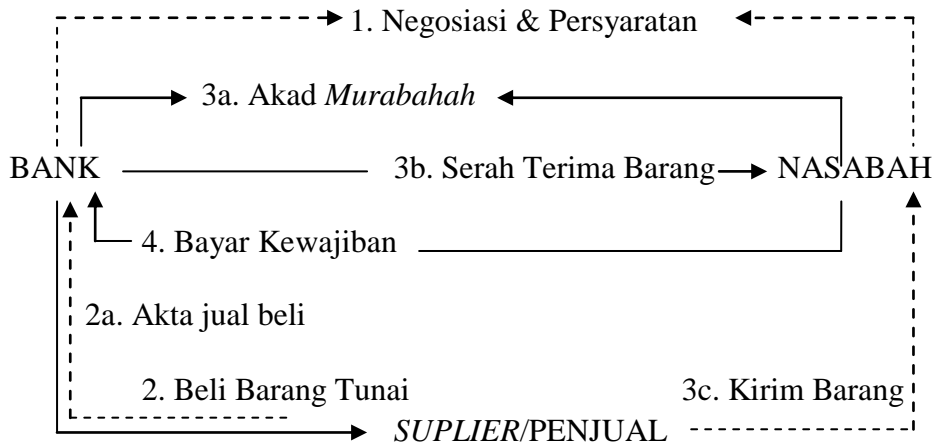 1. Negosiasi & Persyaratan
3a. Akad Murabahah
BANK
3b. Serah Terima Barang
NASABAH
4. Bayar Kewajiban
2a. Akta jual beli
2. Beli Barang Tunai
3c. Kirim Barang
SUPLIER/PENJUAL